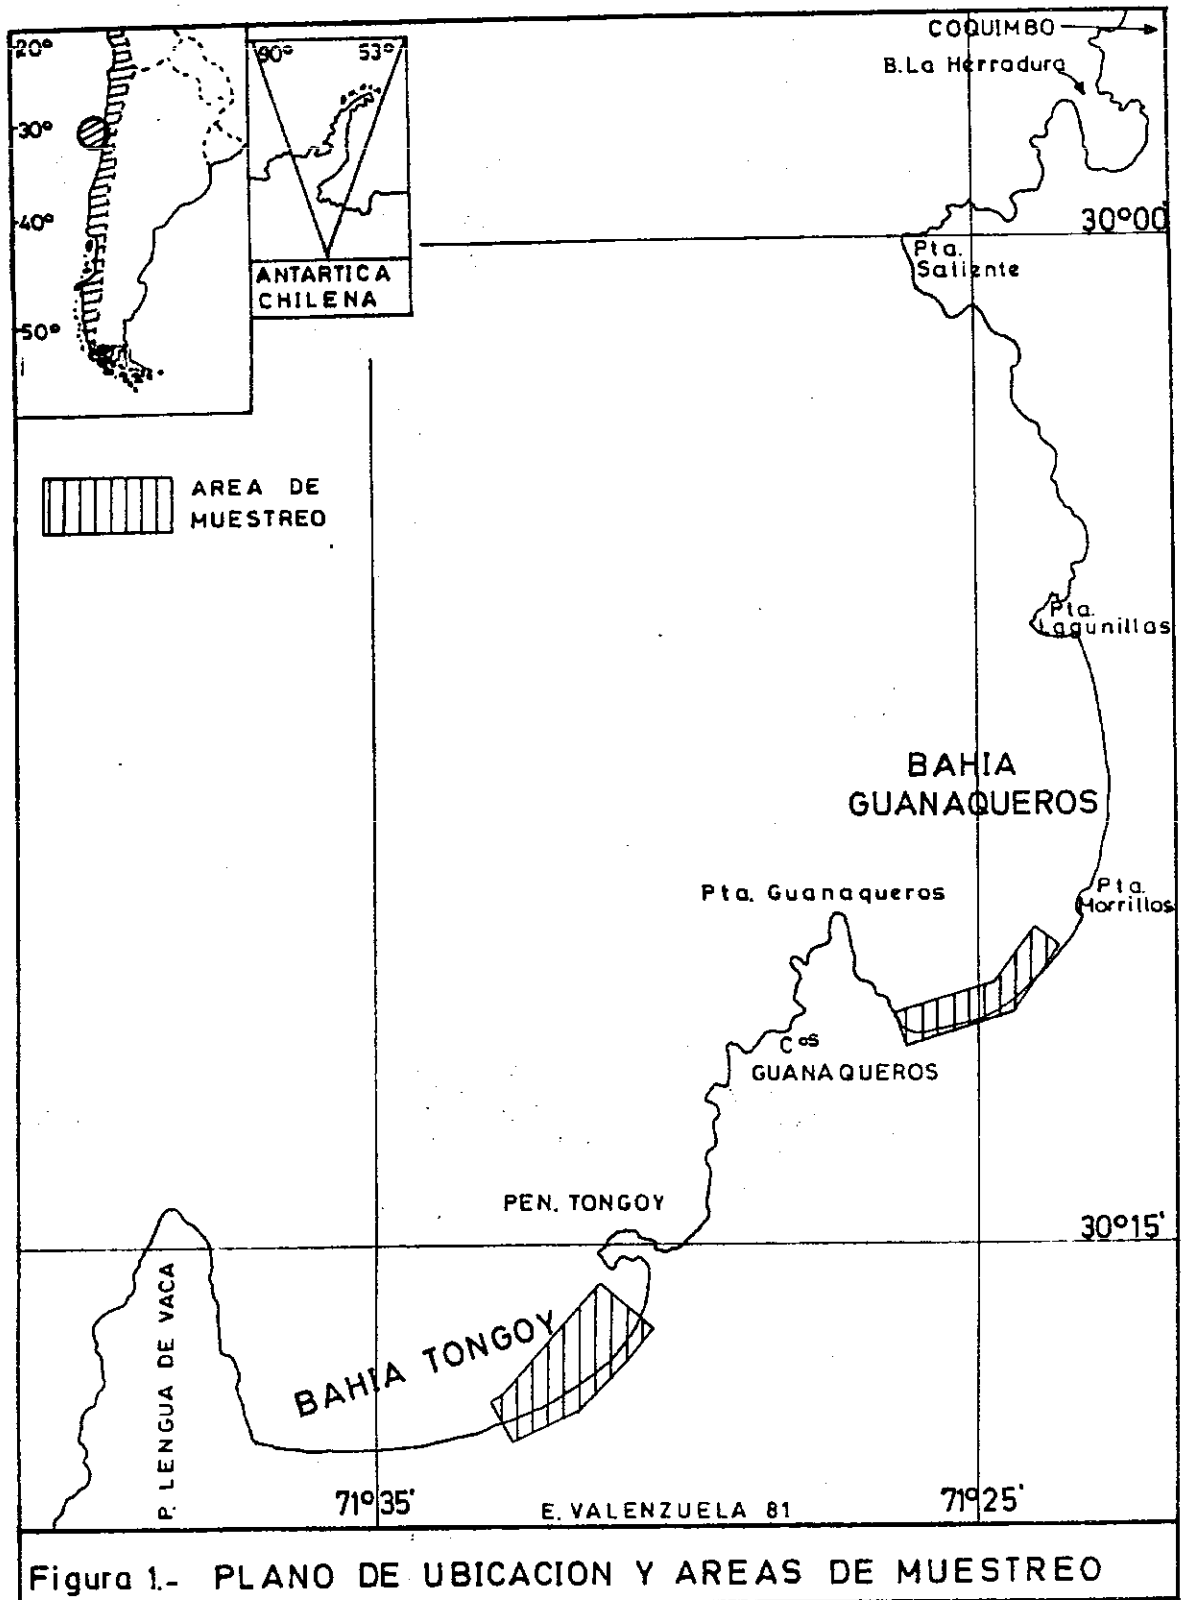 COQUIMBO
B. La Herradura
20°
30°
40°
50°
90° 53°
ANTARTICA
CHILENA
30°00'
Pta.
Saliente
AREA DE
MUESTREO
Pta.
Lagunillas
BAHIA
GUANAQUEROS
Pta. Guanaqueros
Pta.
Morrillos
Cos
GUANAQUEROS
PEN. TONGOY
30°15'
P. LENGUA DE VACA
BAHIA TONGOY
71°35'
E. VALENZUELA 81
71°25'
Figura 1.- PLANO DE UBICACION Y AREAS DE MUESTREO